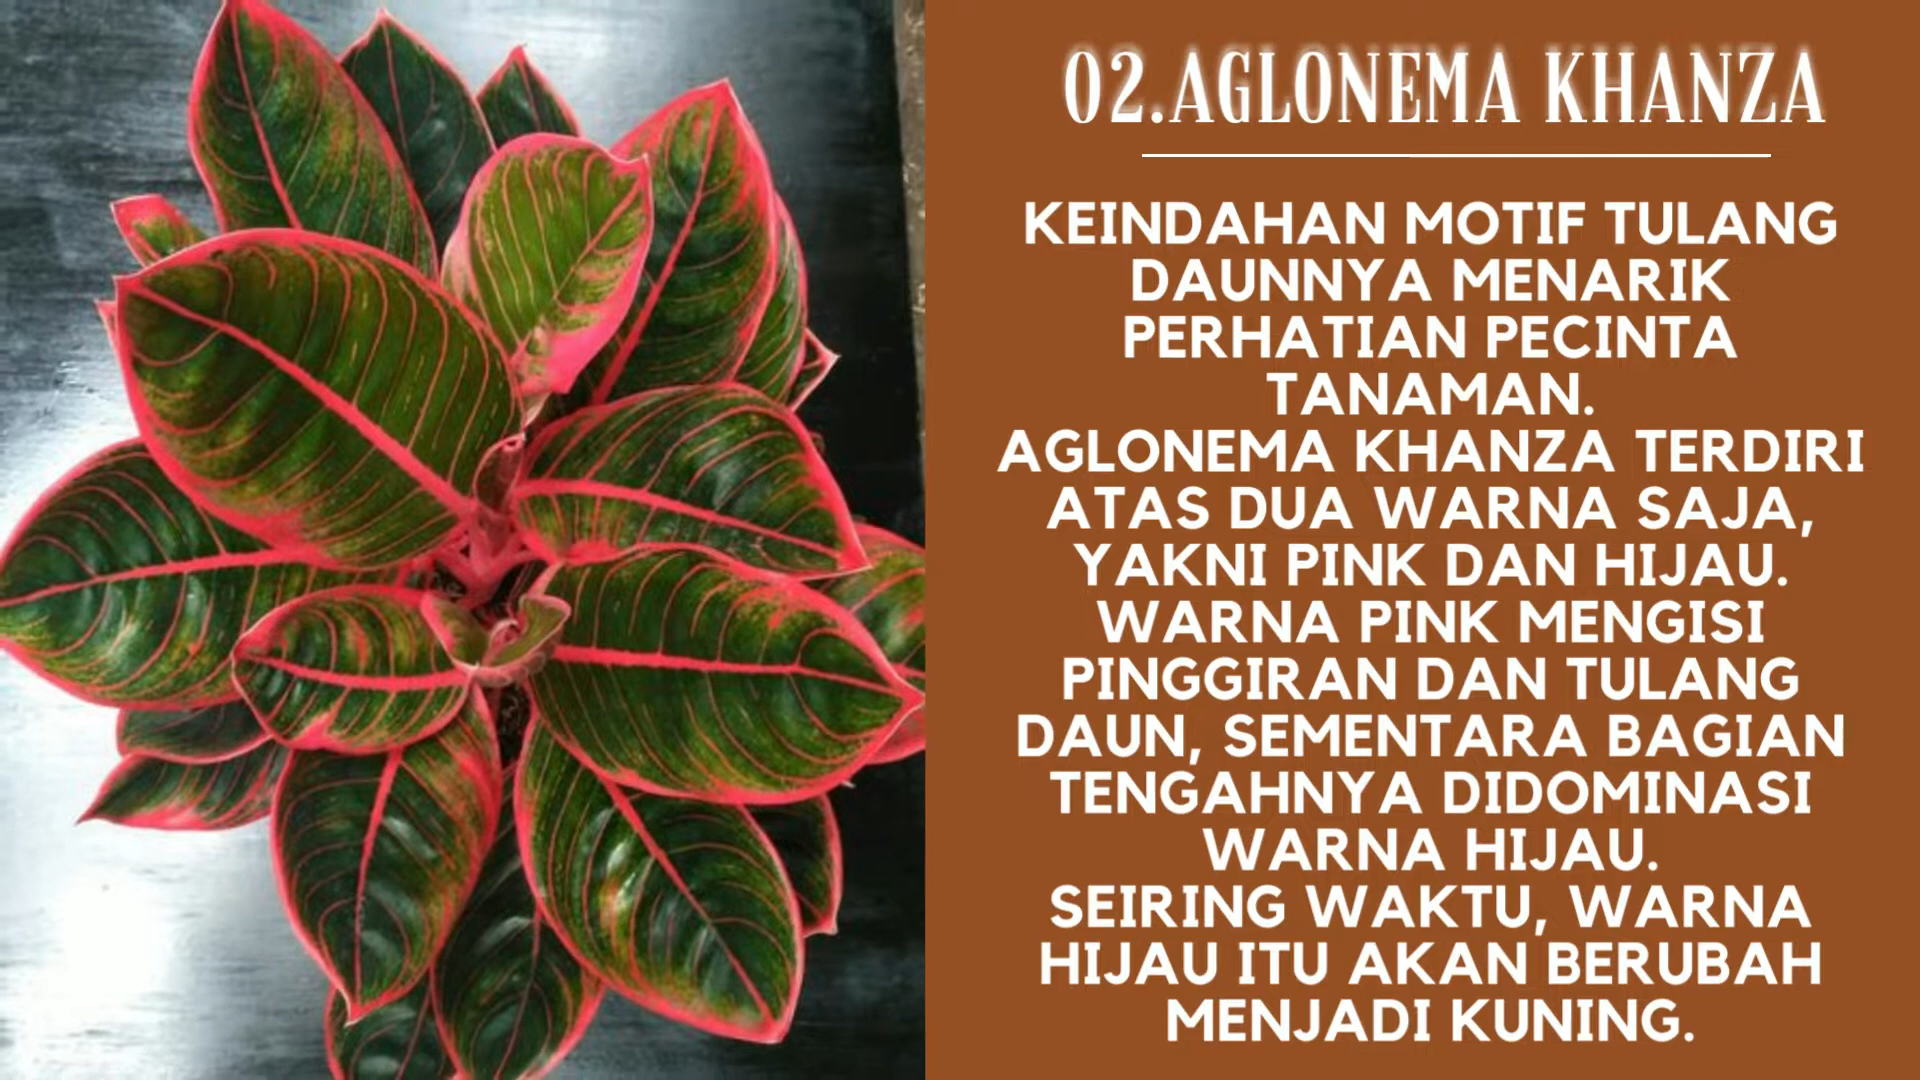 02.AGLONEMA KHANZA
KEINDAHAN MOTIF TULANG
DAUNNYA MENARIK
PERHATIAN PECINTA
TANAMAN.
AGLONEMA KHANZA TERDIRI
ATAS DUA WARNA SAJA,
YAKNI PINK DAN HIJAU.
WARNA PINK MENGISI
PINGGIRAN DAN TULANG
DAUN, SEMENTARA BAGIAN
TENGAHNYA DIDOMINASI
WARNA HIJAU.
SEIRING WAKTU, WARNA
HIJAU ITU AKAN BERUBAH
MENJADI KUNING.